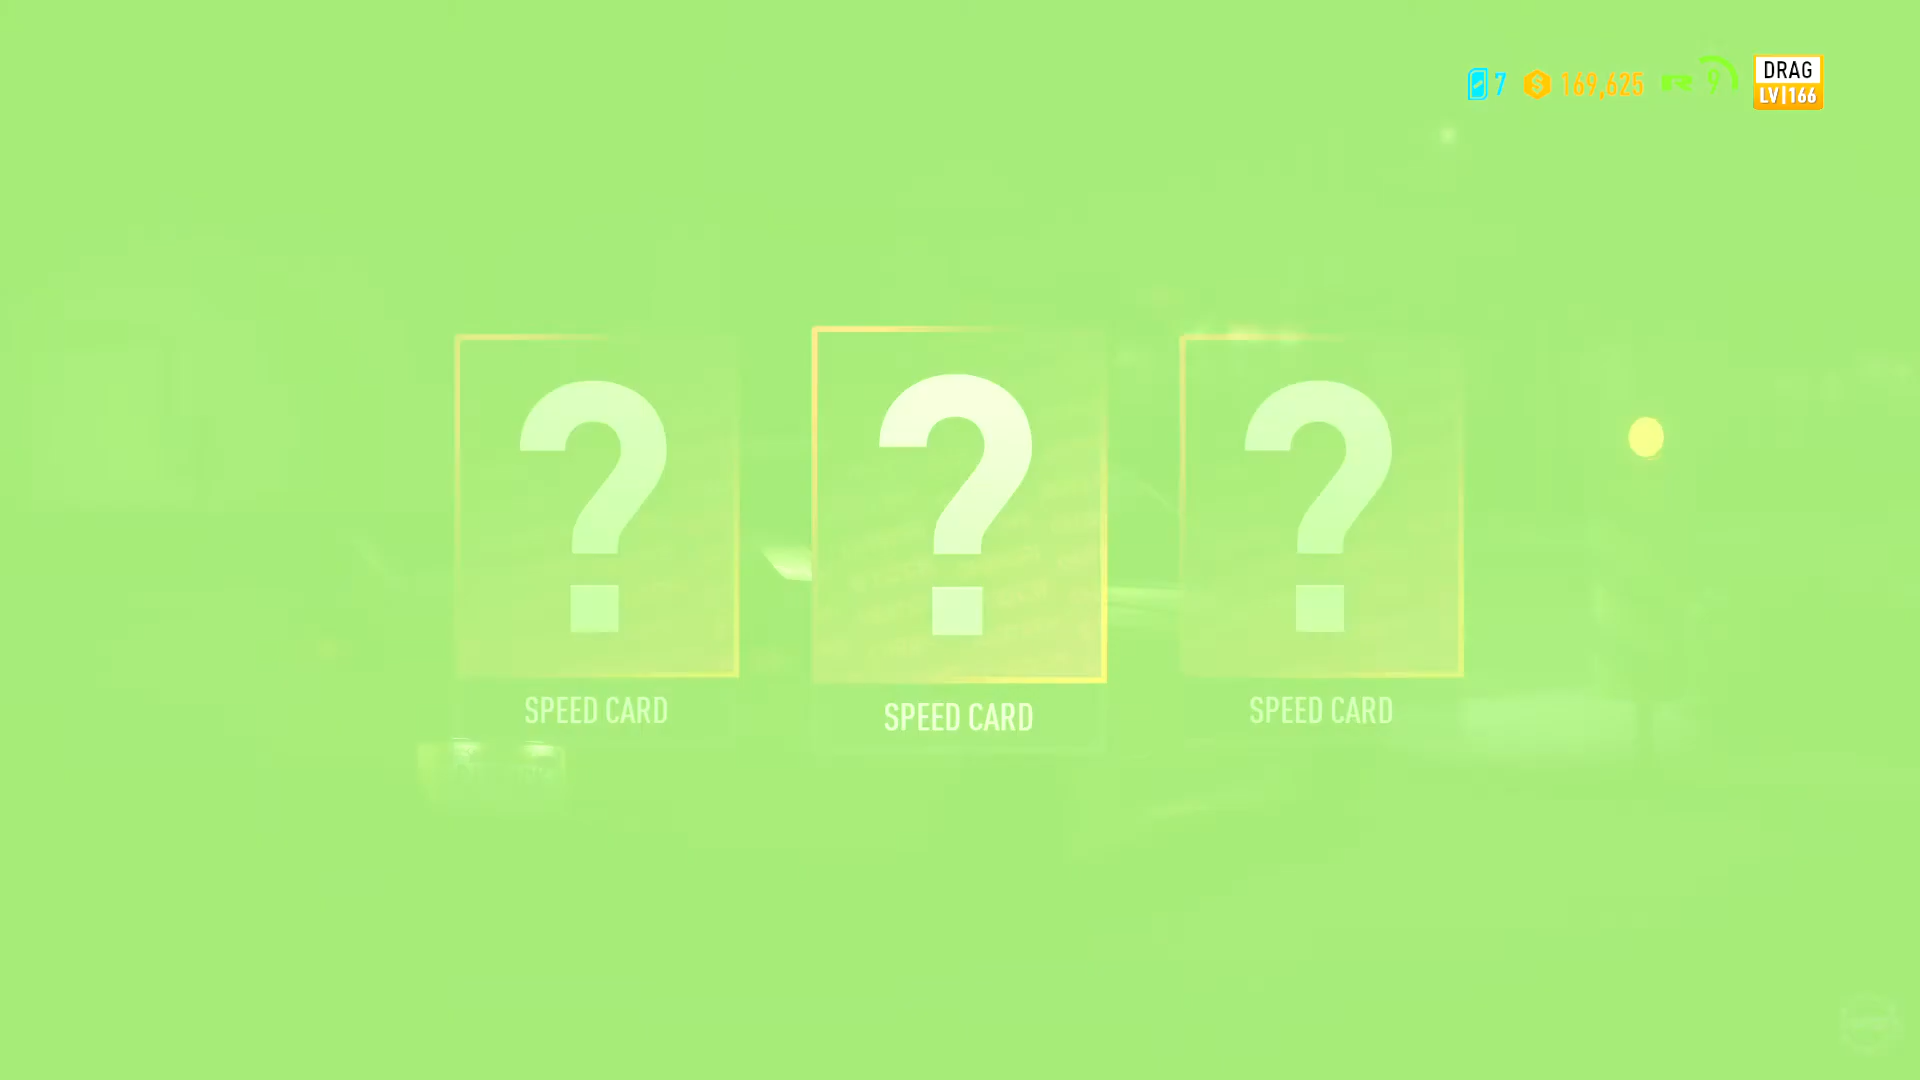 7 169,625 R 9 DRAG
LV|166
? ? ?
SPEED CARD SPEED CARD SPEED CARD